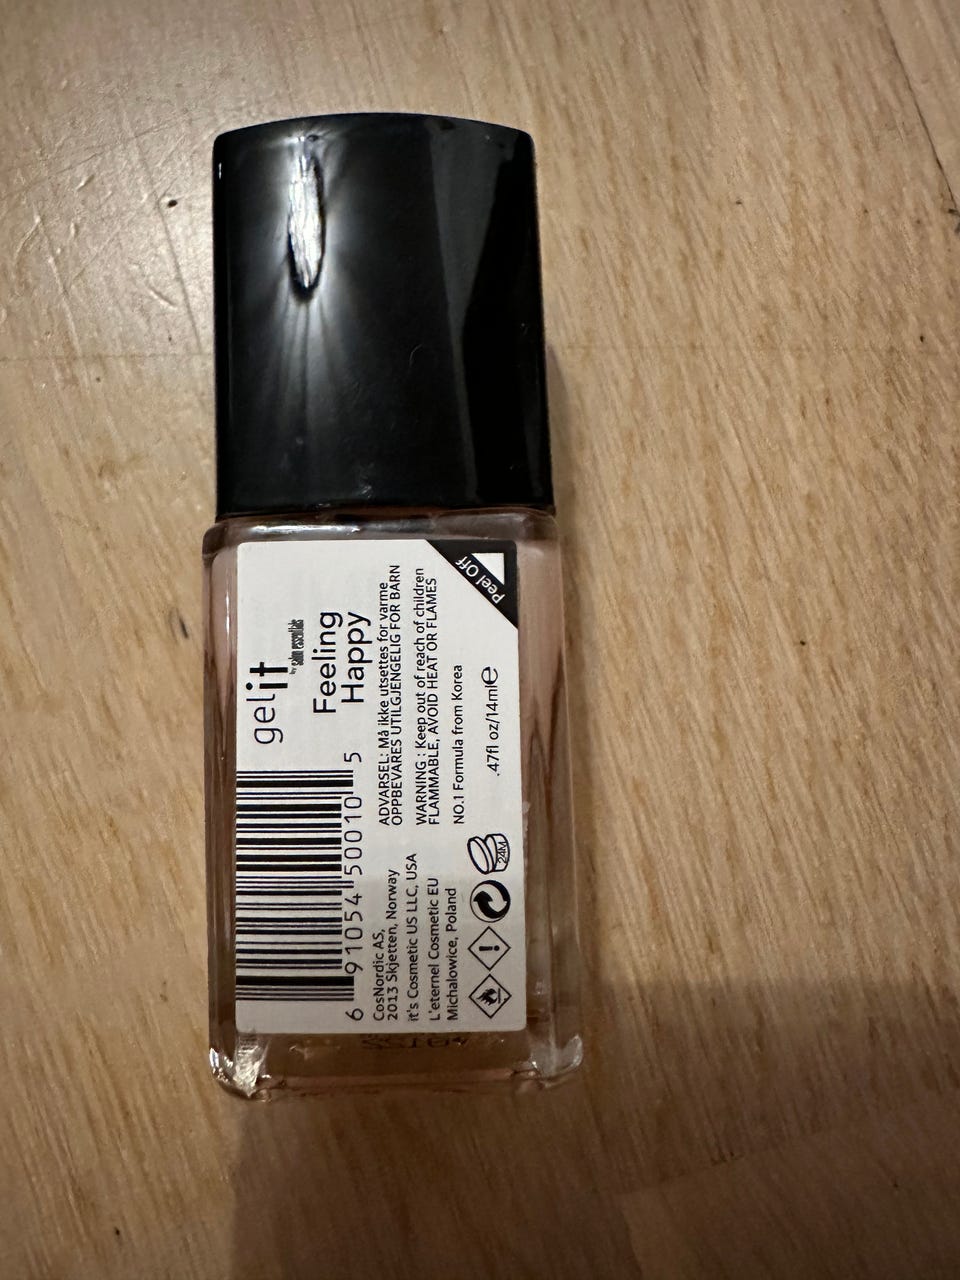 gelit
by salon essentials
Feeling
Happy
ADVARSEL: Må ikke utsettes for varme
OPPBEVARES UTILGJENGELIG FOR BARN
WARNING : Keep out of reach of children
FLAMMABLE, AVOID HEAT OR FLAMES
NO.1 Formula from Korea
.47fl oz/14ml℮
Peel Off
6 91054 50010 5
CosNordic AS,
2013 Skjetten, Norway
it's Cosmetic US LLC, USA
L'eternel Cosmetic EU
Michalowice, Poland
24M